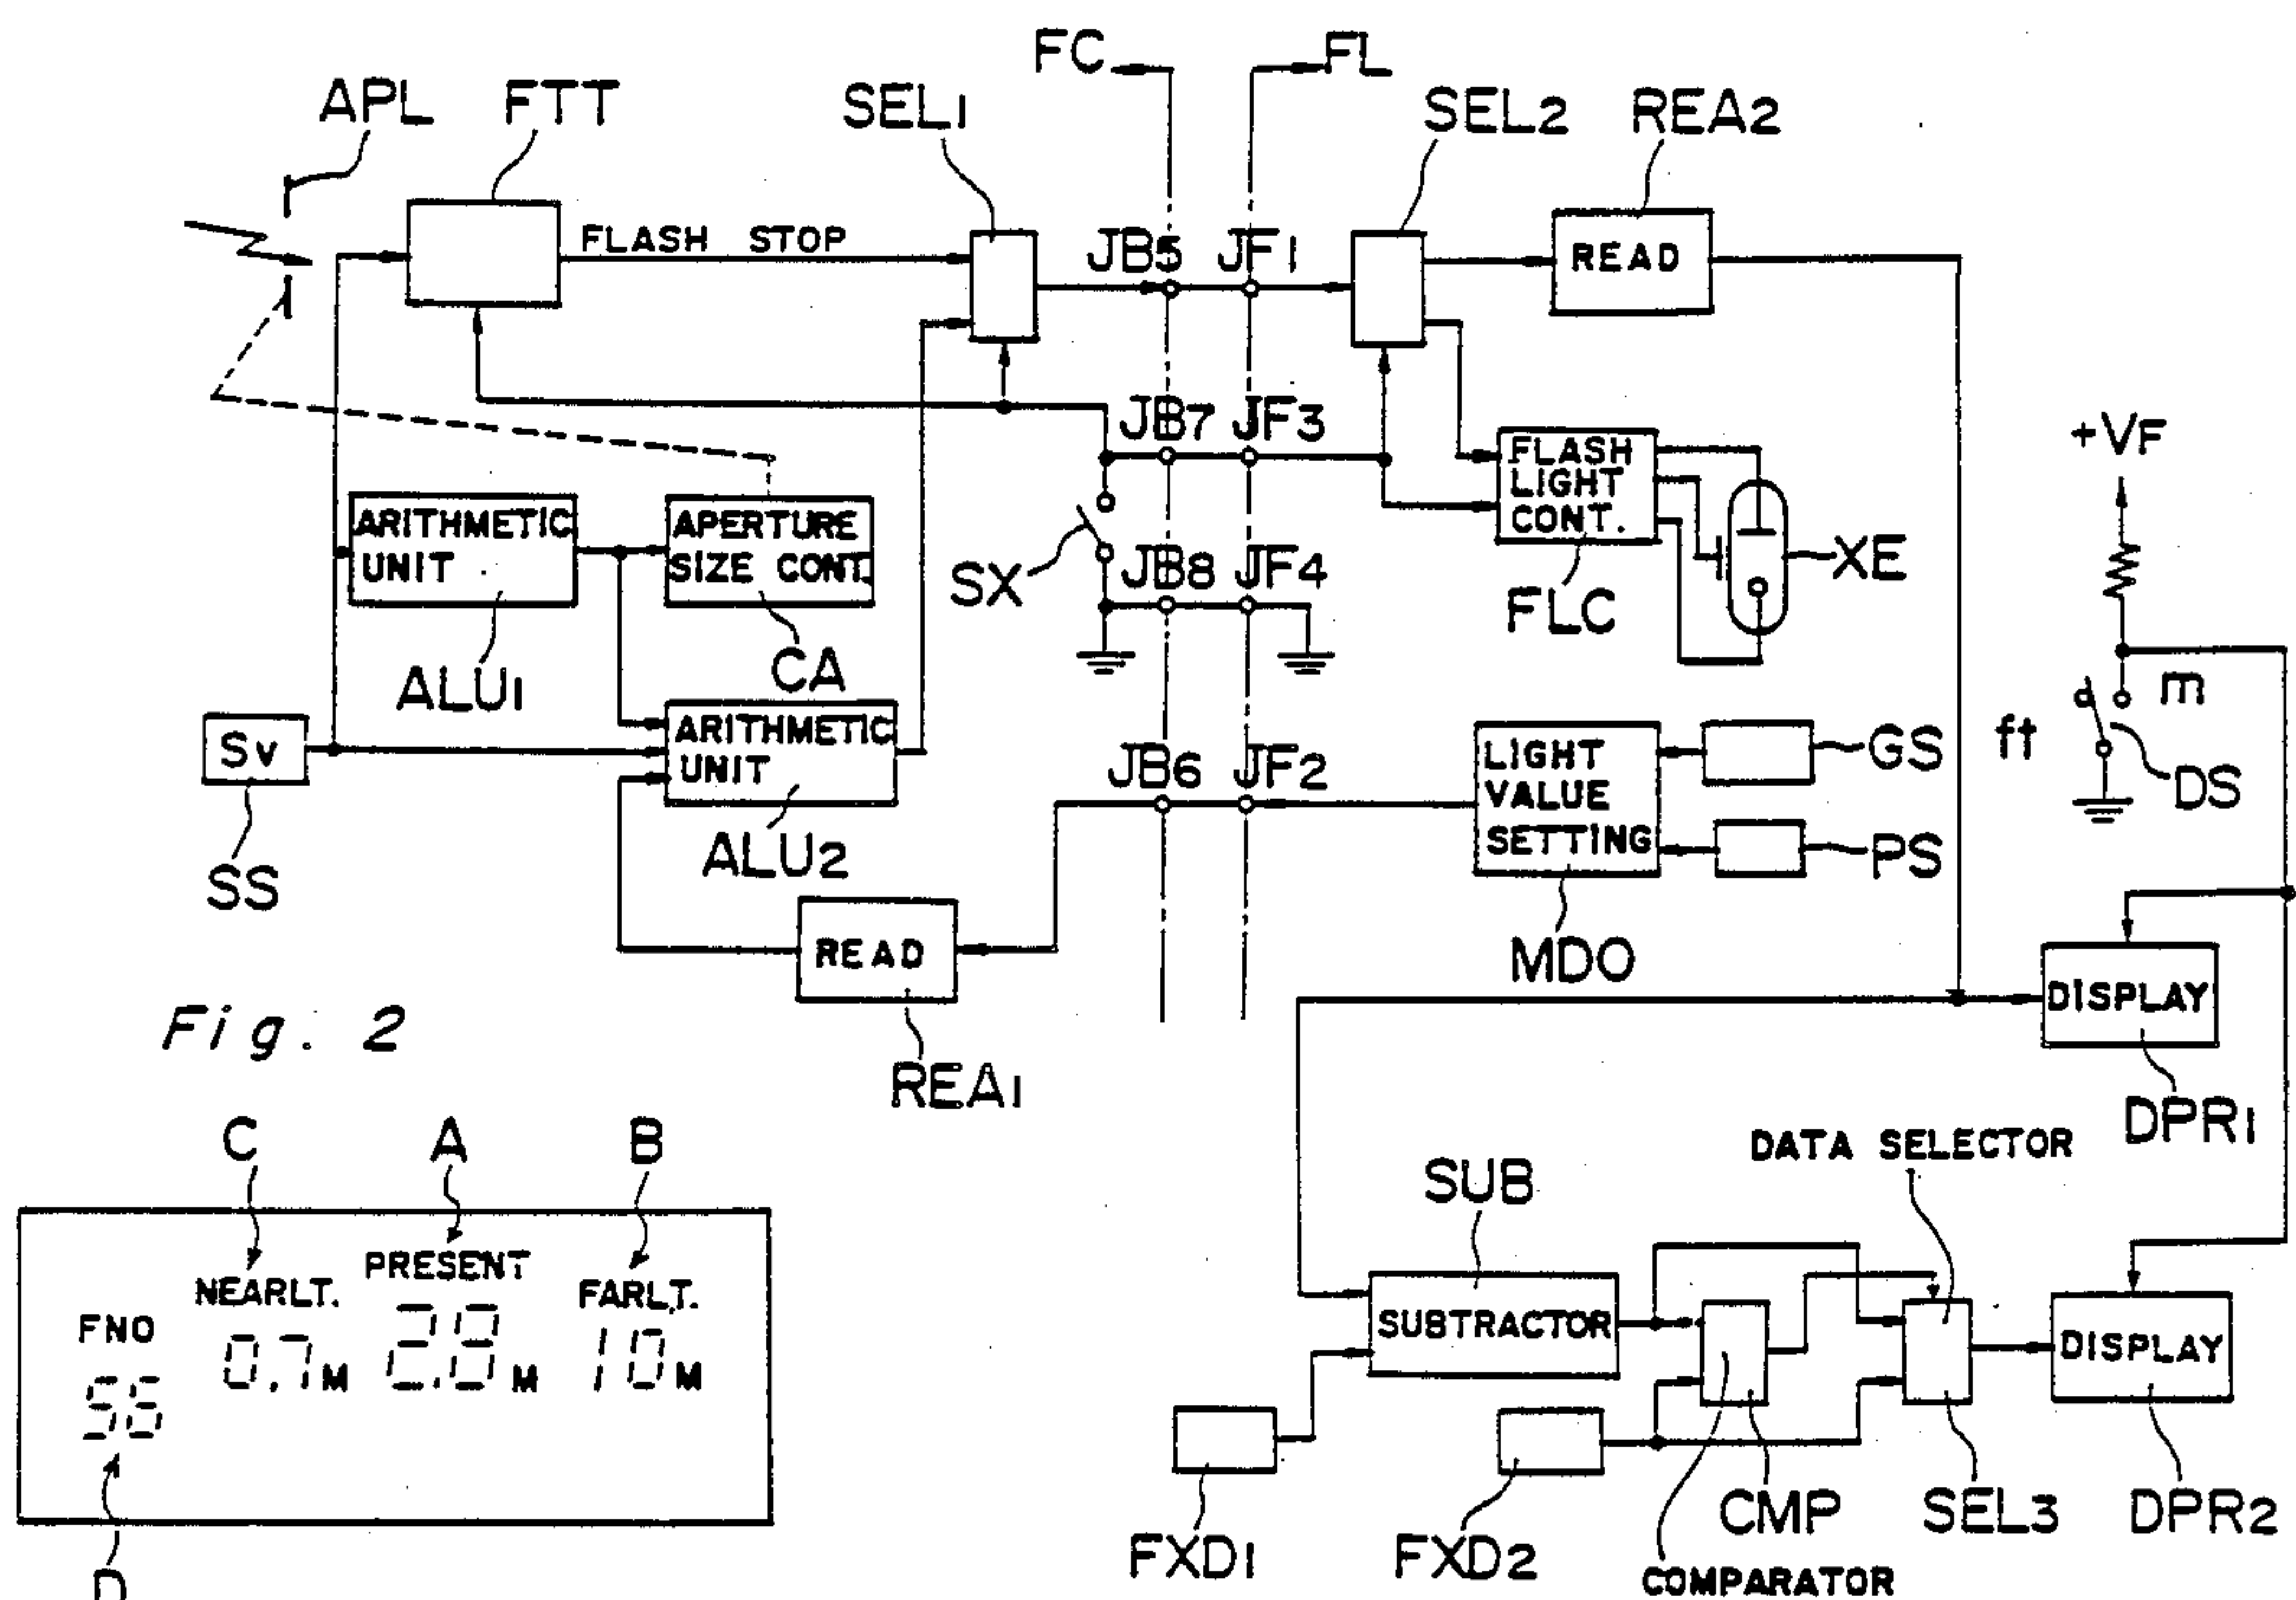 FC
FL
APL
FTT
SEL1
SEL2
REA2
FLASH STOP
JB5
JF1
READ
JB7
JF3
+VF
ARITHMETIC
UNIT
APERTURE
SIZE CONT.
FLASH
LIGHT
CONT.
SX
JB8
JF4
XE
FLC
ALU1
CA
m
ft
DS
SV
SS
ARITHMETIC
UNIT
ALU2
JB6
JF2
LIGHT
VALUE
SETTING
GS
PS
MDO
READ
REA1
DISPLAY
DPR1
Fig. 2
C
A
B
PRESENT
NEARLT.
FARLT.
FNO
0.7 M
2.8 M
10 M
56
D
SUB
DATA SELECTOR
SUBTRACTOR
DISPLAY
FXD1
FXD2
CMP
COMPARATOR
SEL3
DPR2